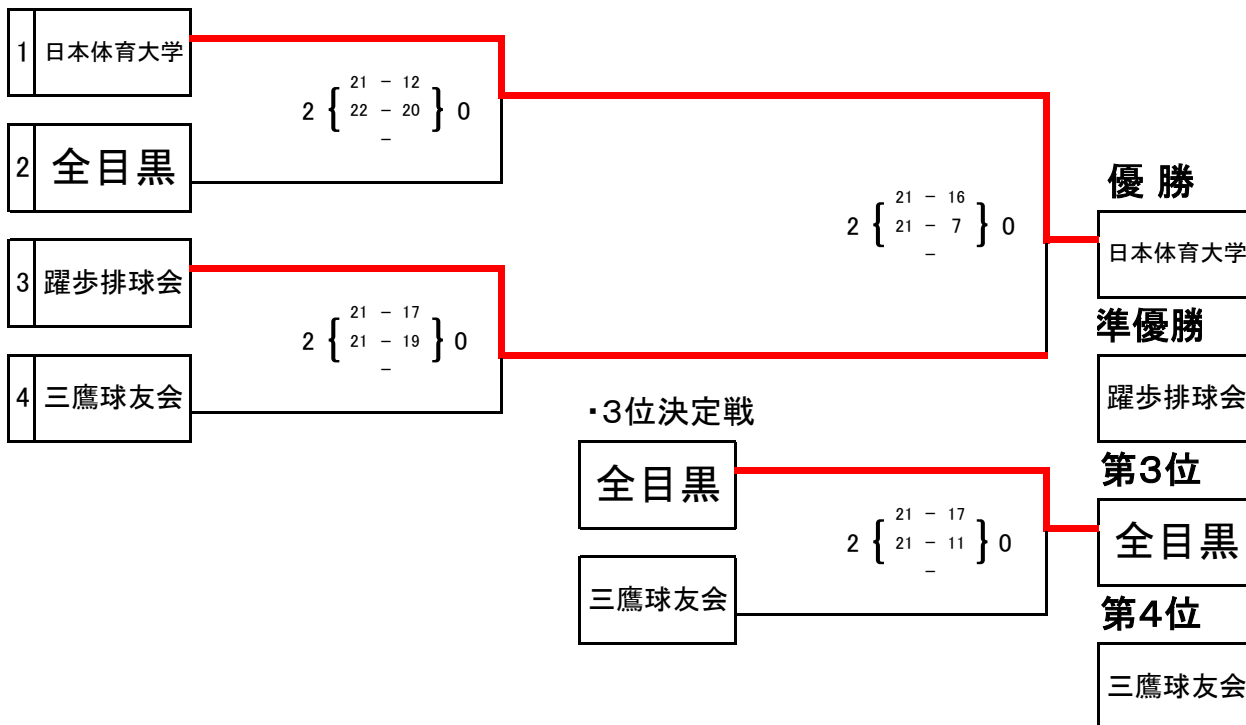 1 日本体育大学
2 { 21 － 12 } 0
22 － 20
－
2 全目黒
3 躍歩排球会
2 { 21 － 17 } 0
21 － 19
－
4 三鷹球友会
2 { 21 － 16 } 0
21 － 7
－
優 勝
日本体育大学
準優勝
躍歩排球会
・3位決定戦
全目黒
2 { 21 － 17 } 0
21 － 11
－
三鷹球友会
第3位
全目黒
第4位
三鷹球友会